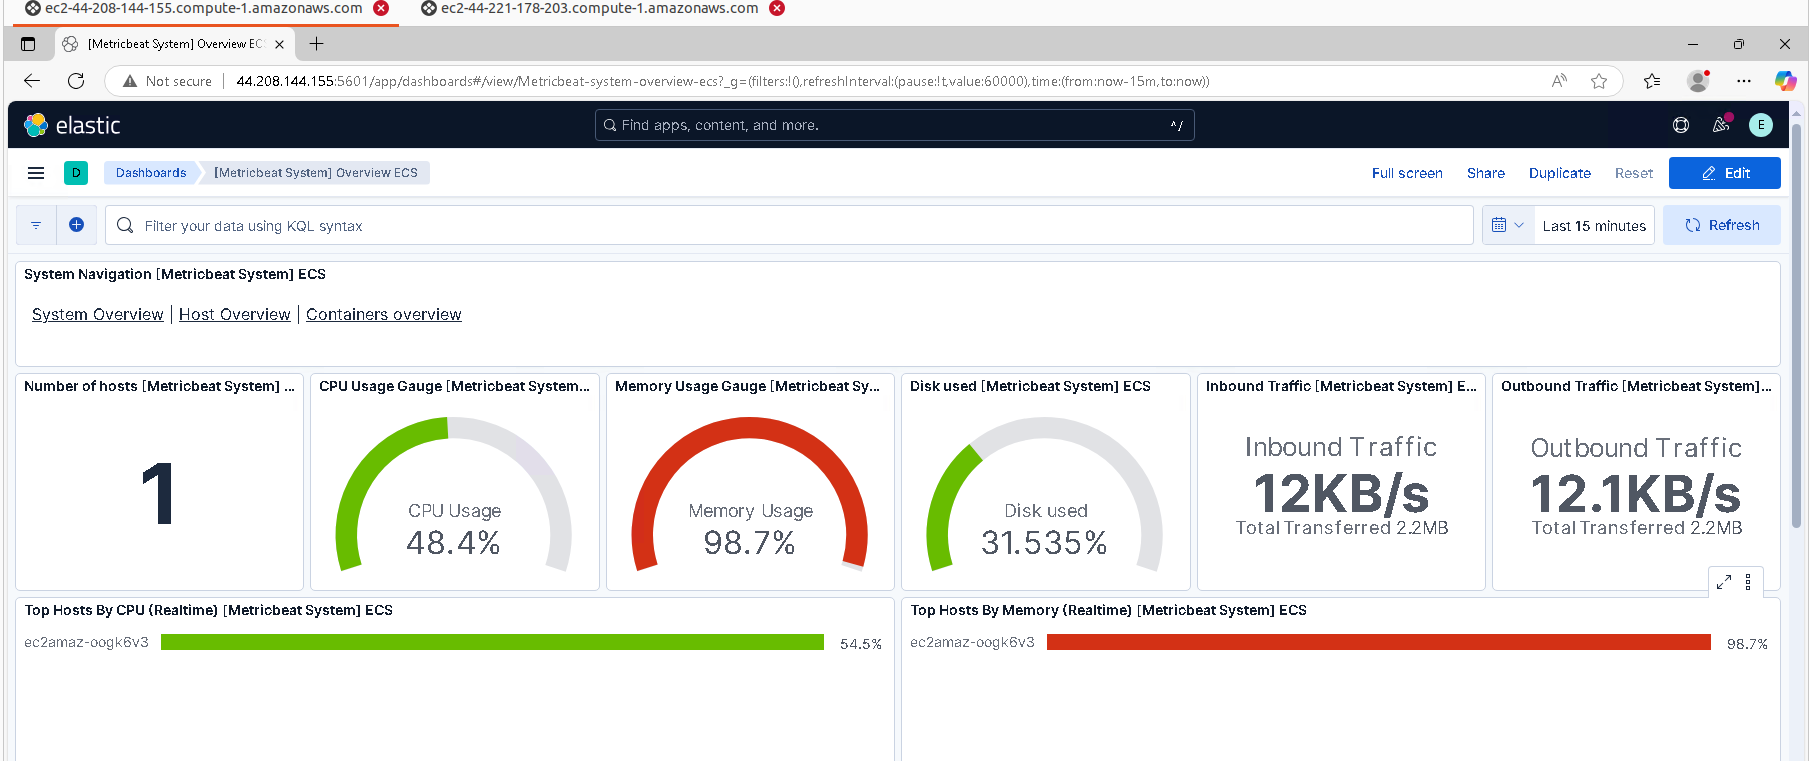 ec2-44-208-144-155.compute-1.amazonaws.com ec2-44-221-178-203.compute-1.amazonaws.com
[Metricbeat System] Overview EC
Not secure 44.208.144.155:5601/app/dashboards#/view/Metricbeat-system-overview-ecs?_g=(filters:!(),refreshInterval:(pause:!t,value:60000),time:(from:now-15m,to:now))
elastic Find apps, content, and more. ^/ E
D Dashboards [Metricbeat System] Overview ECS Full screen Share Duplicate Reset Edit
Filter your data using KQL syntax Last 15 minutes Refresh
System Navigation [Metricbeat System] ECS
System Overview | Host Overview | Containers overview
Number of hosts [Metricbeat System] ... CPU Usage Gauge [Metricbeat System... Memory Usage Gauge [Metricbeat Sy... Disk used [Metricbeat System] ECS Inbound Traffic [Metricbeat System] E... Outbound Traffic [Metricbeat System]...
Inbound Traffic Outbound Traffic
1 12KB/s 12.1KB/s
CPU Usage Memory Usage Disk used
Total Transferred 2.2MB Total Transferred 2.2MB
48.4% 98.7% 31.535%
Top Hosts By CPU (Realtime) [Metricbeat System] ECS Top Hosts By Memory (Realtime) [Metricbeat System] ECS
ec2amaz-oogk6v3 54.5% ec2amaz-oogk6v3 98.7%